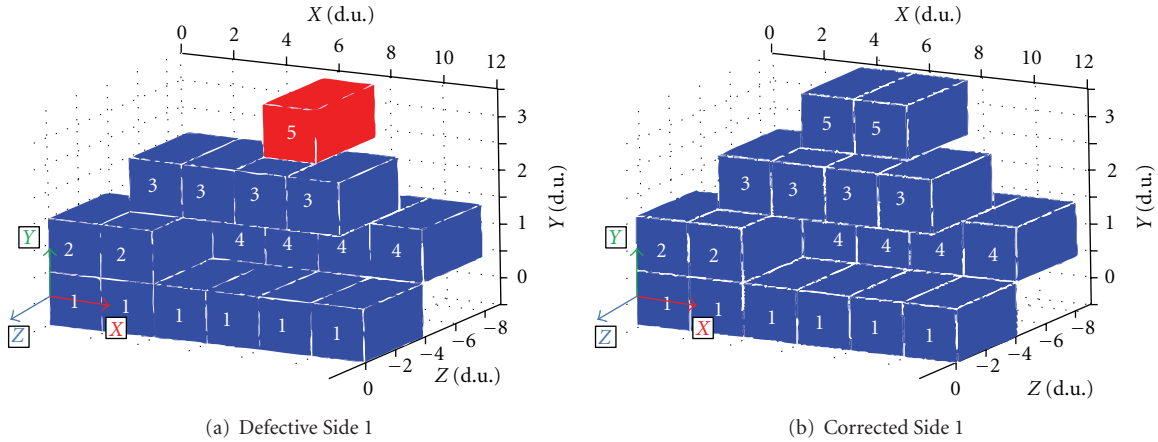 X (d.u.)
0 2 4 6 8 10 12
3
2
1
0
Y (d.u.)
5
3 3 3 3
2 2 4 4 4 4
1 1 1 1 1 1
Y
X
Z
−8
−6
−4
−2
0
Z (d.u.)
(a) Defective Side 1
X (d.u.)
0 2 4 6 8 10 12
3
2
1
0
Y (d.u.)
5 5
3 3 3 3
2 2 4 4 4 4
1 1 1 1 1 1
Y
X
Z
−8
−6
−4
−2
0
Z (d.u.)
(b) Corrected Side 1